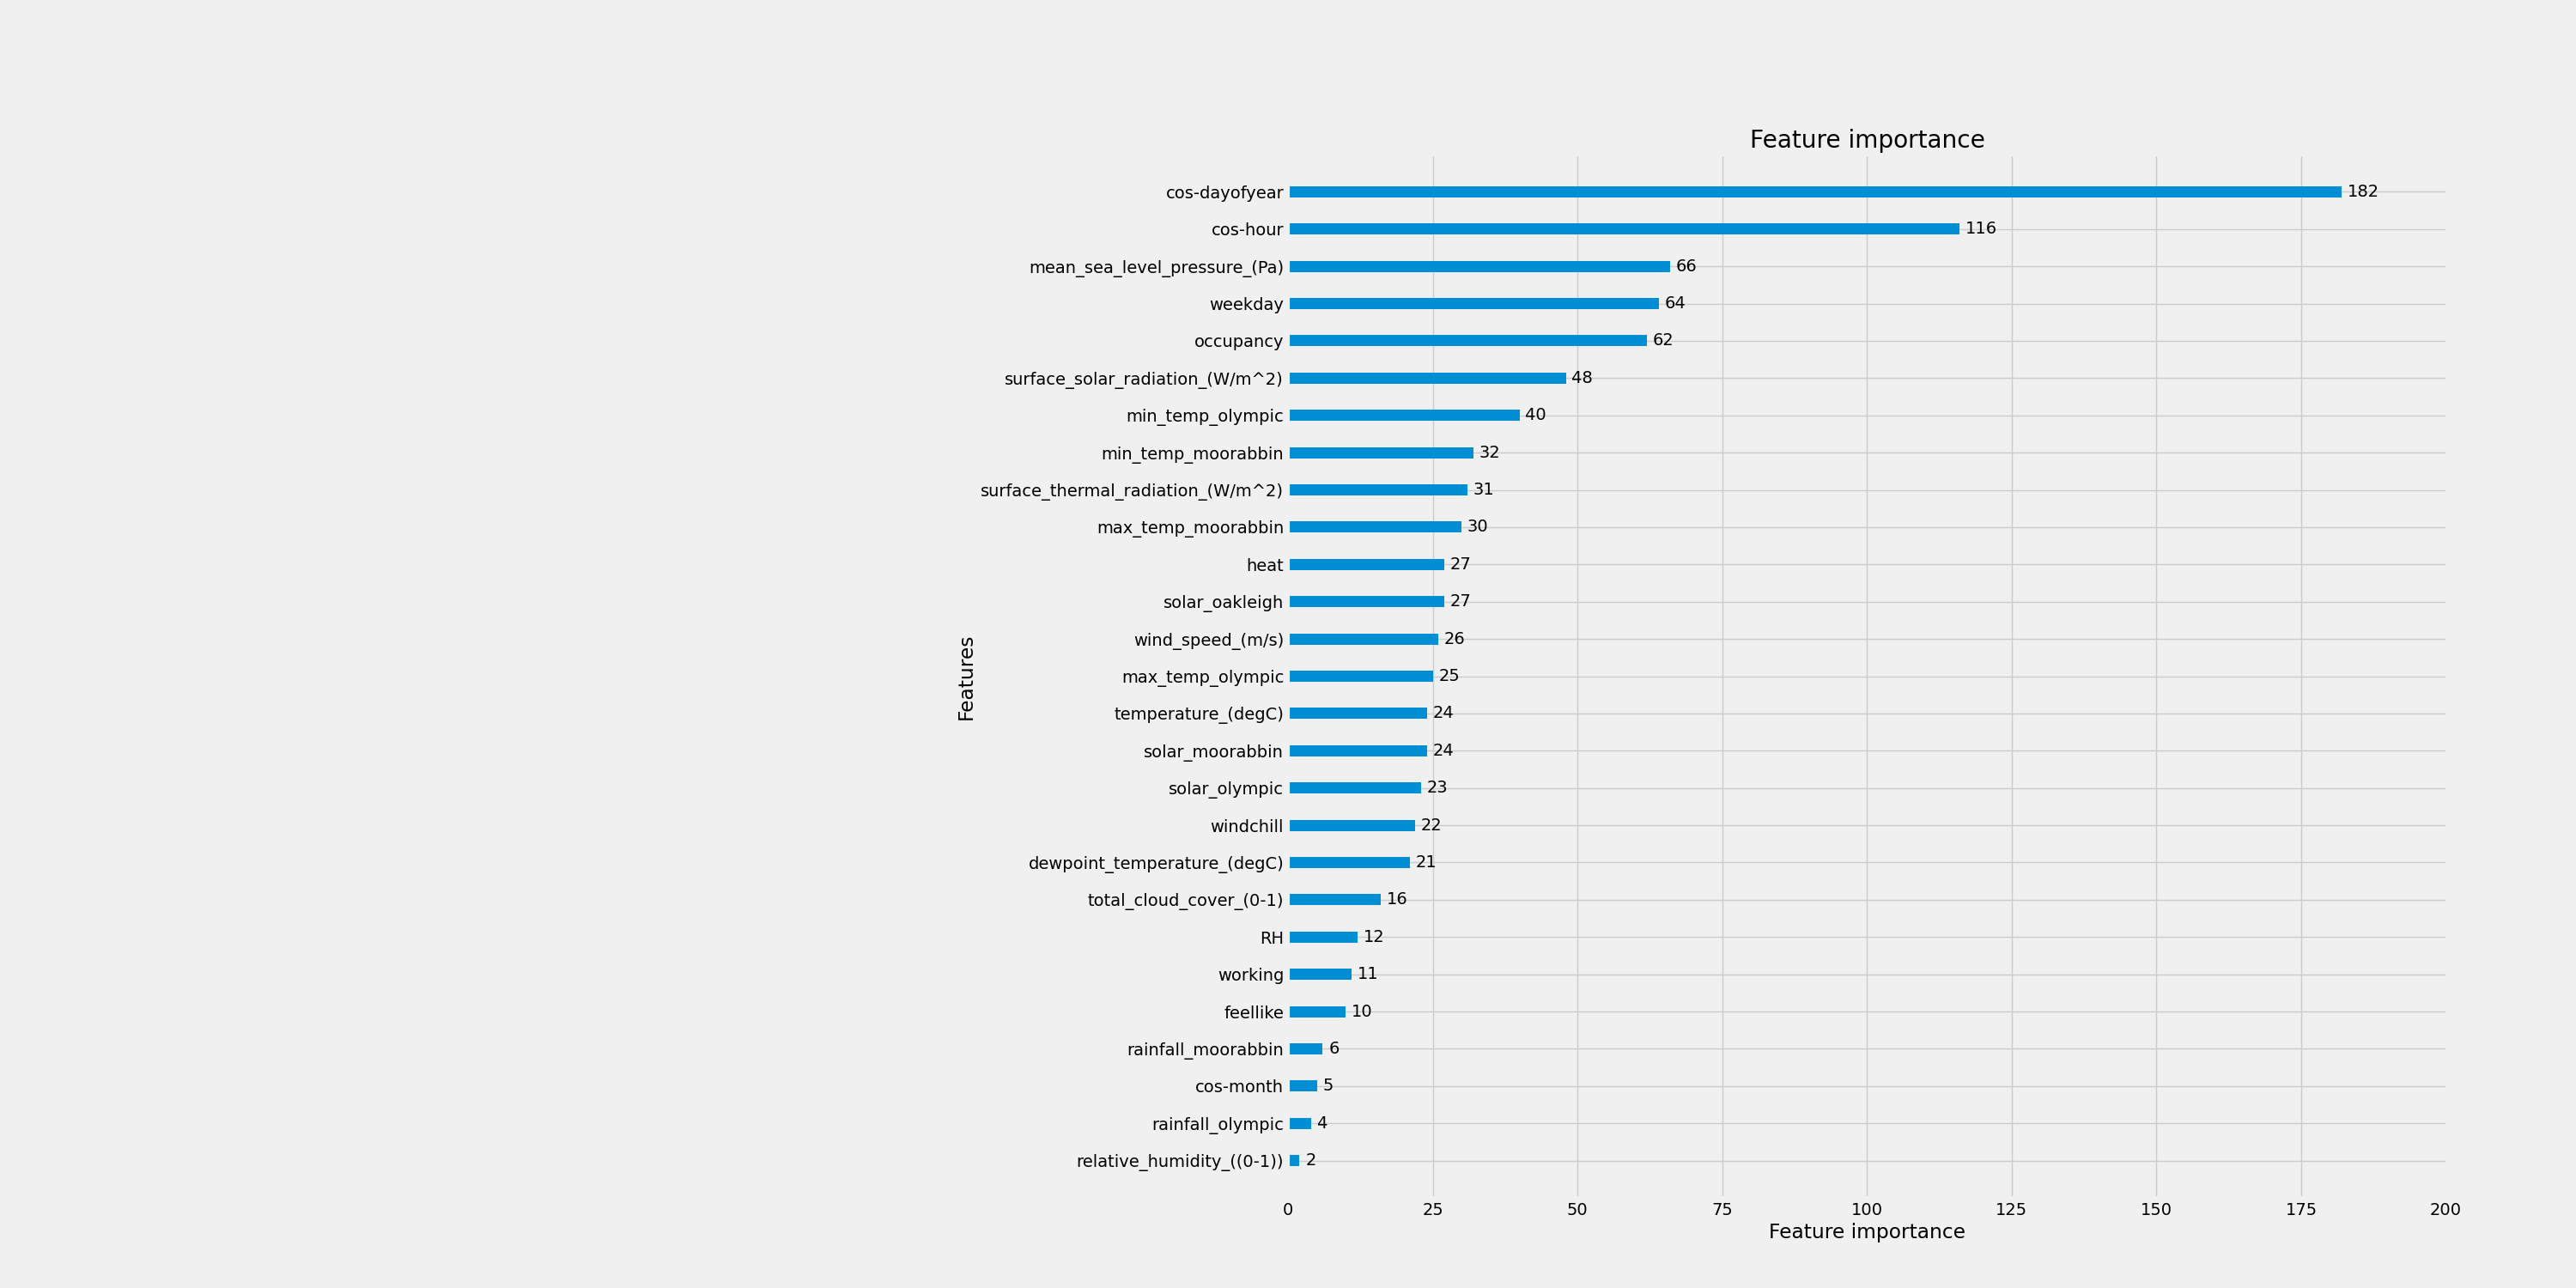 Feature importance
cos-dayofyear 182
cos-hour 116
mean_sea_level_pressure_(Pa) 66
weekday 64
occupancy 62
surface_solar_radiation_(W/m^2) 48
min_temp_olympic 40
min_temp_moorabbin 32
surface_thermal_radiation_(W/m^2) 31
max_temp_moorabbin 30
heat 27
solar_oakleigh 27
wind_speed_(m/s) 26
Features
max_temp_olympic 25
temperature_(degC) 24
solar_moorabbin 24
solar_olympic 23
windchill 22
dewpoint_temperature_(degC) 21
total_cloud_cover_(0-1) 16
RH 12
working 11
feellike 10
rainfall_moorabbin 6
cos-month 5
rainfall_olympic 4
relative_humidity_((0-1)) 2
0 25 50 75 100 125 150 175 200
Feature importance